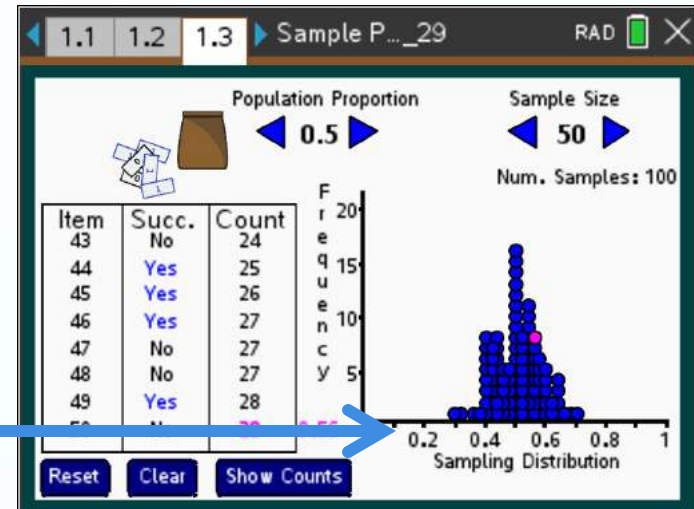 1.1 1.2 1.3 Sample P..._29 RAD
Population Proportion
0.5
Sample Size
50
Num. Samples: 100
Item Succ. Count
43 No 24
44 Yes 25
45 Yes 26
46 Yes 27
47 No 27
48 No 27
49 Yes 28
Frequency
20
15
10
5
0.2 0.4 0.6 0.8 1
Sampling Distribution
Reset Clear Show Counts